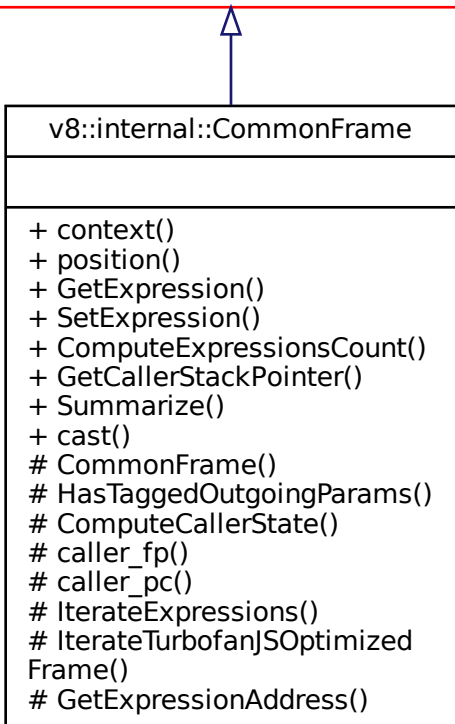 v8::internal::CommonFrame
+ context()
+ position()
+ GetExpression()
+ SetExpression()
+ ComputeExpressionsCount()
+ GetCallerStackPointer()
+ Summarize()
+ cast()
# CommonFrame()
# HasTaggedOutgoingParams()
# ComputeCallerState()
# caller_fp()
# caller_pc()
# IterateExpressions()
# IterateTurbofanJSOptimized
Frame()
# GetExpressionAddress()